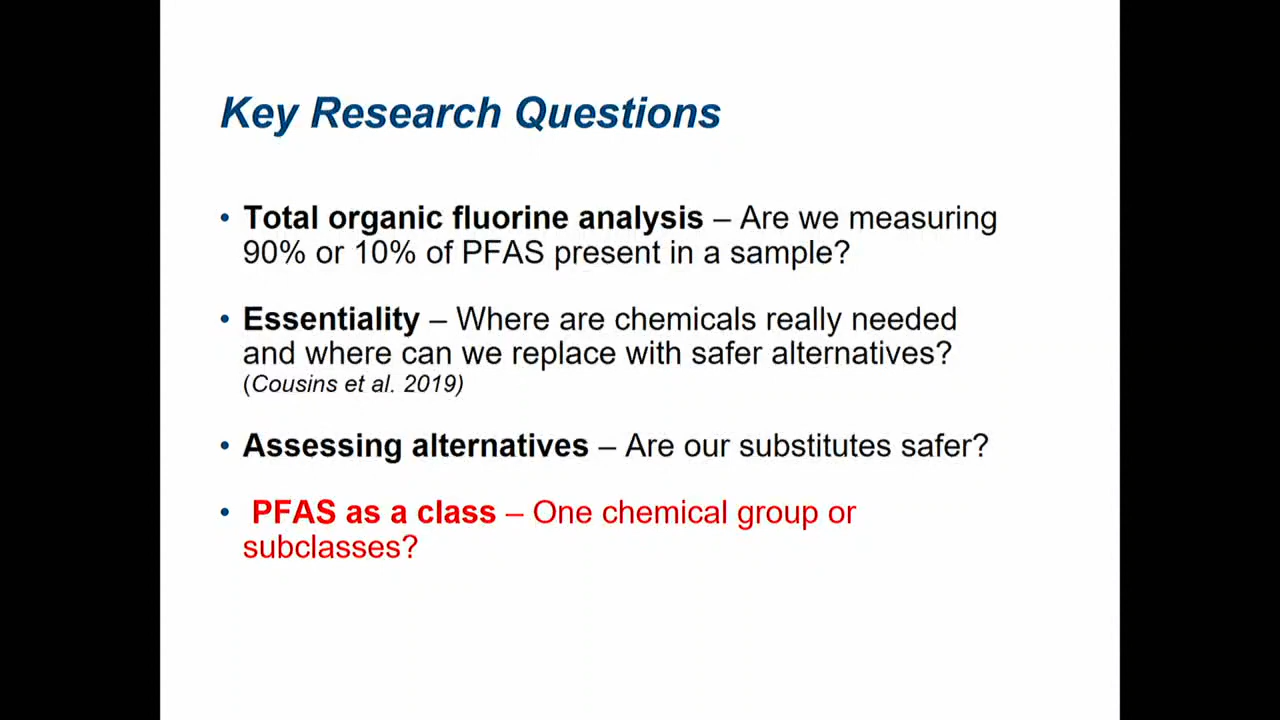 Key Research Questions
• Total organic fluorine analysis – Are we measuring
90% or 10% of PFAS present in a sample?
• Essentiality – Where are chemicals really needed
and where can we replace with safer alternatives?
(Cousins et al. 2019)
• Assessing alternatives – Are our substitutes safer?
• PFAS as a class – One chemical group or
subclasses?